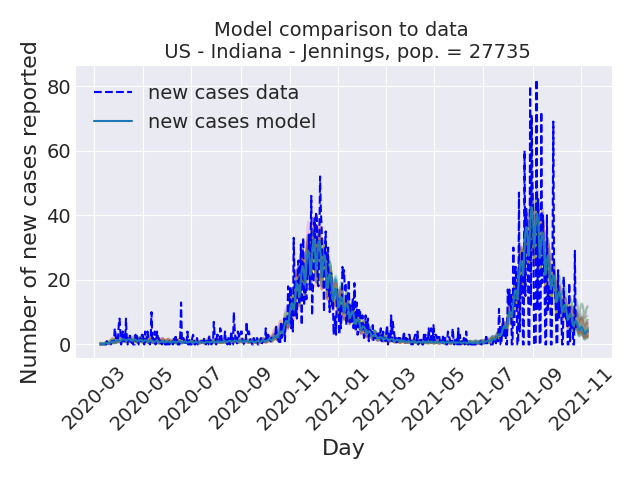 Model comparison to data
US - Indiana - Jennings, pop. = 27735
Number of new cases reported
80
60
40
20
0
new cases data
new cases model
2020-03
2020-05
2020-07
2020-09
2020-11
2021-01
2021-03
2021-05
2021-07
2021-09
2021-11
Day